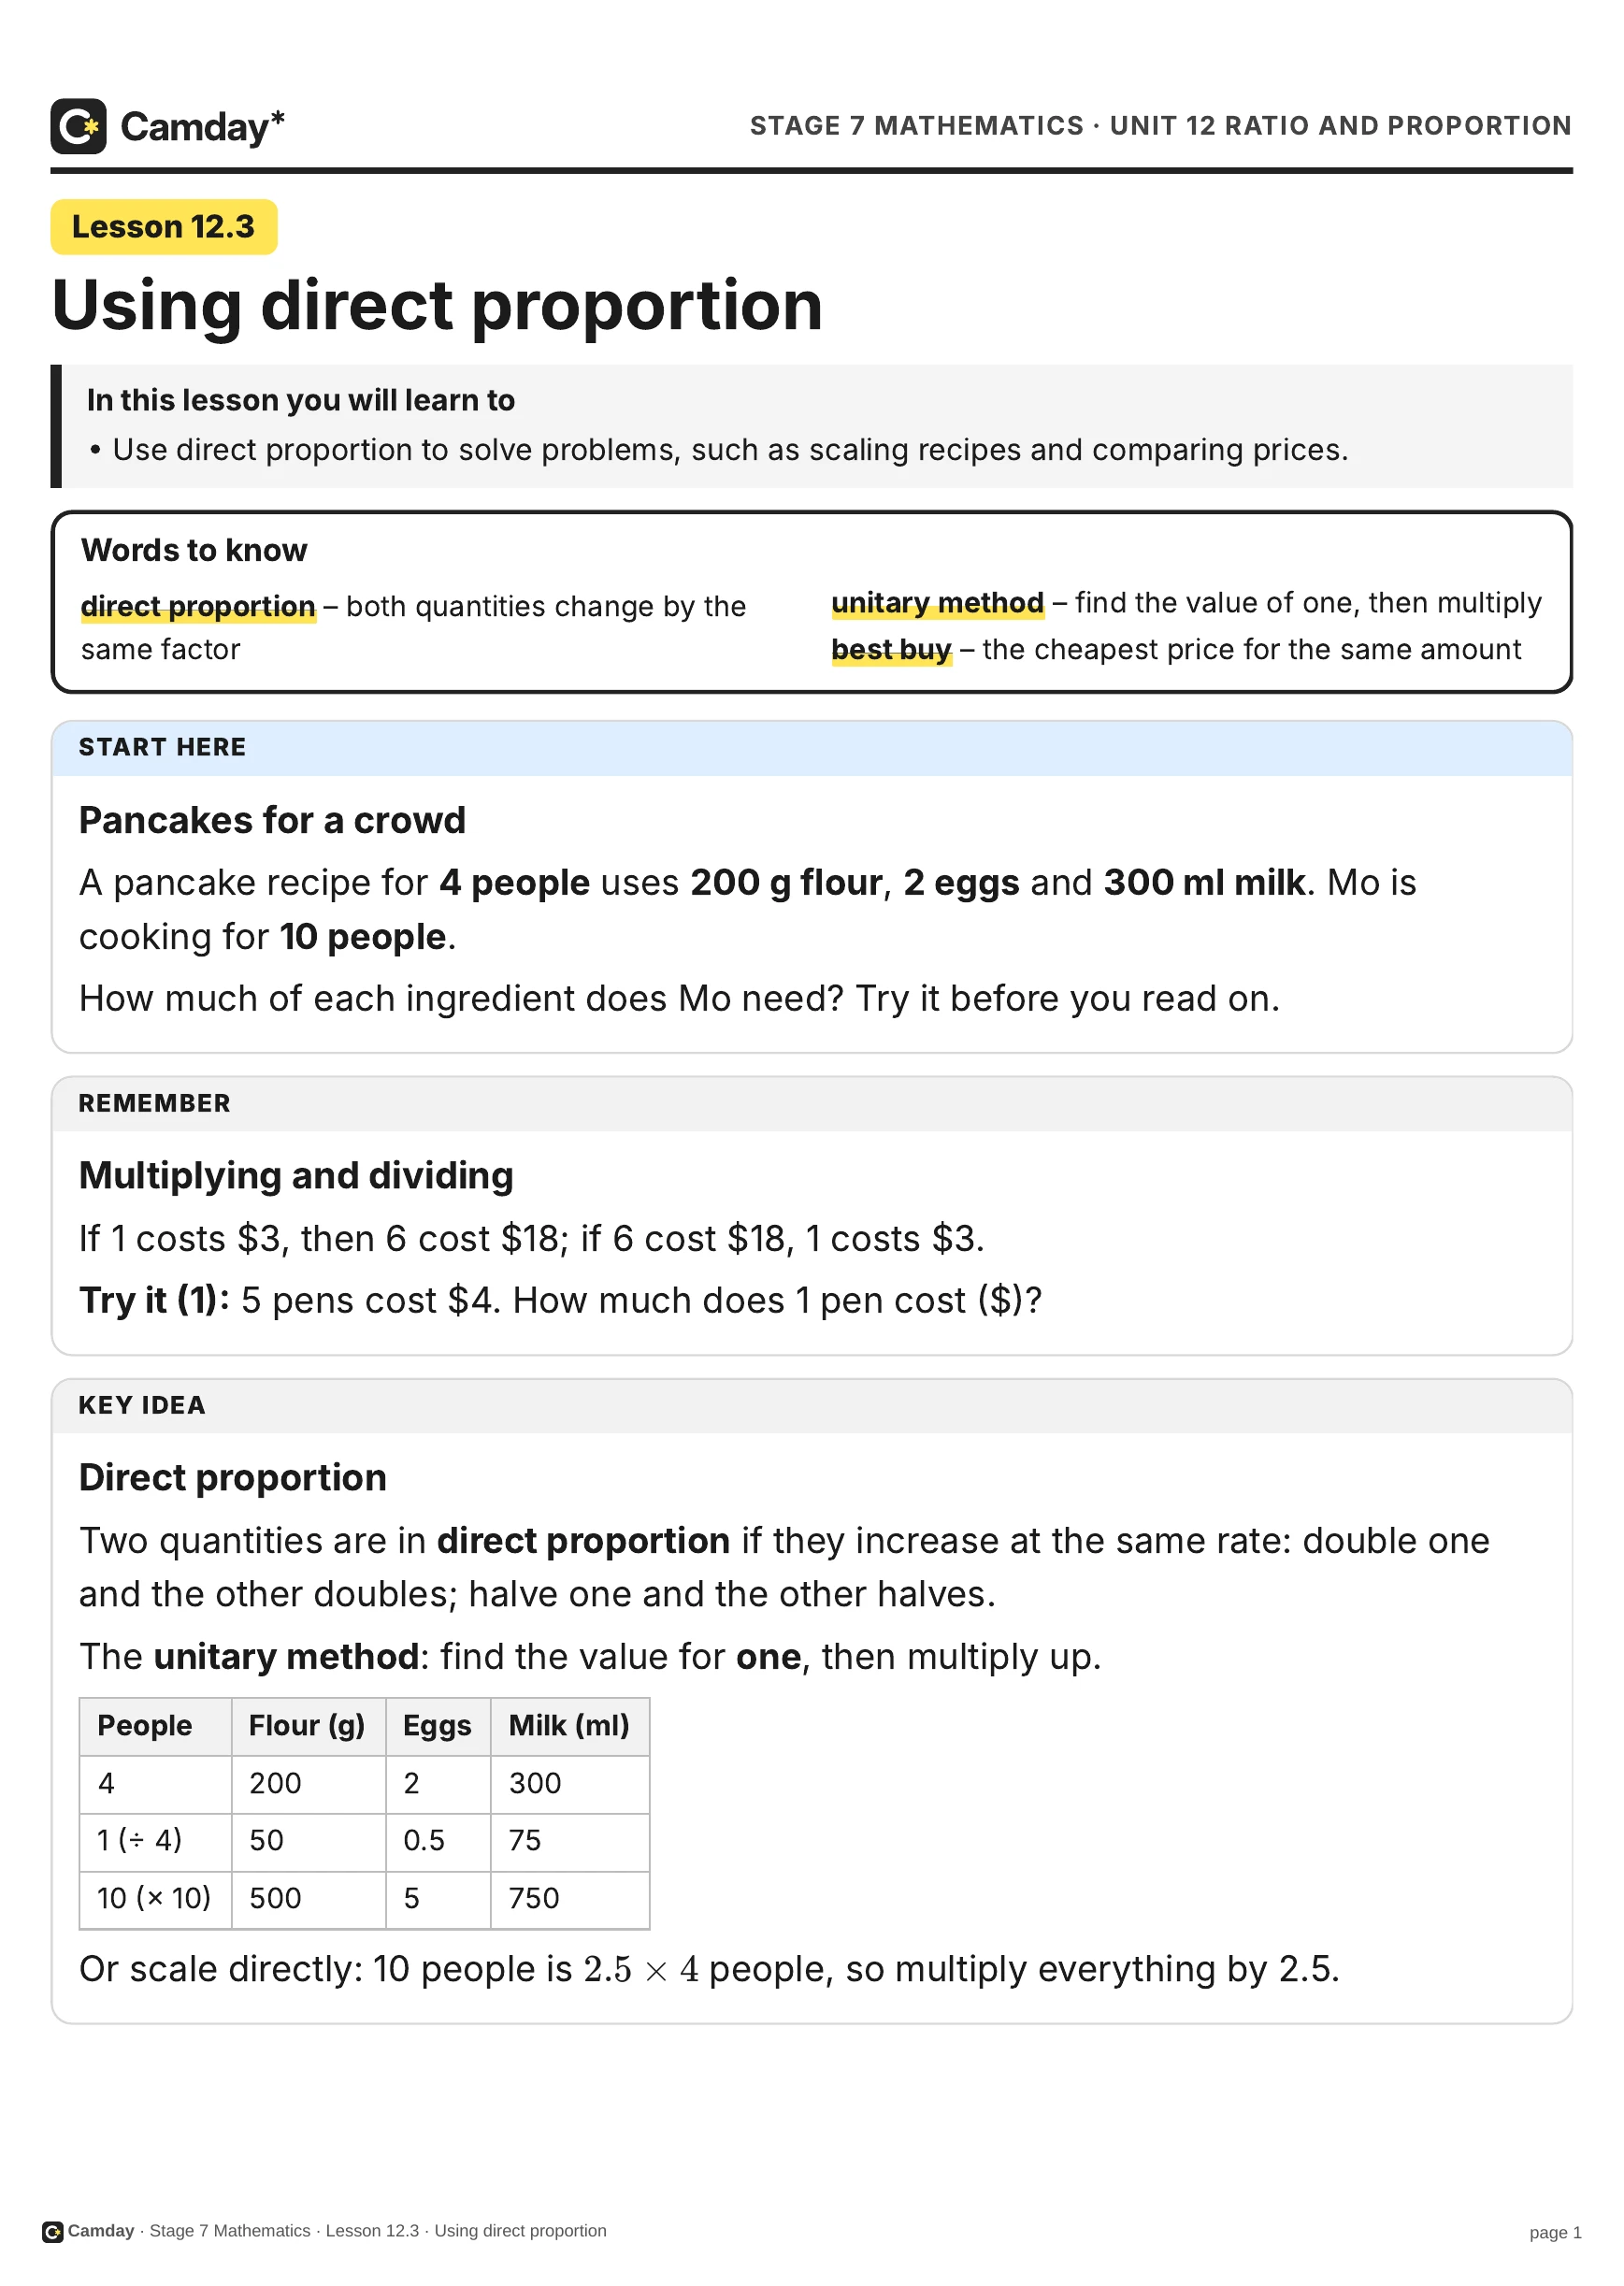 Camday*
STAGE 7 MATHEMATICS · UNIT 12 RATIO AND PROPORTION
Lesson 12.3
Using direct proportion
In this lesson you will learn to
• Use direct proportion to solve problems, such as scaling recipes and comparing prices.
Words to know
direct proportion – both quantities change by the
same factor
unitary method – find the value of one, then multiply
best buy – the cheapest price for the same amount
START HERE
Pancakes for a crowd
A pancake recipe for 4 people uses 200 g flour, 2 eggs and 300 ml milk. Mo is
cooking for 10 people.
How much of each ingredient does Mo need? Try it before you read on.
REMEMBER
Multiplying and dividing
If 1 costs $3, then 6 cost $18; if 6 cost $18, 1 costs $3.
Try it (1): 5 pens cost $4. How much does 1 pen cost ($)?
KEY IDEA
Direct proportion
Two quantities are in direct proportion if they increase at the same rate: double one
and the other doubles; halve one and the other halves.
The unitary method: find the value for one, then multiply up.
People Flour (g) Eggs Milk (ml)
4 200 2 300
1 (÷ 4) 50 0.5 75
10 (× 10) 500 5 750
Or scale directly: 10 people is 2.5 × 4 people, so multiply everything by 2.5.
Camday · Stage 7 Mathematics · Lesson 12.3 · Using direct proportion
page 1